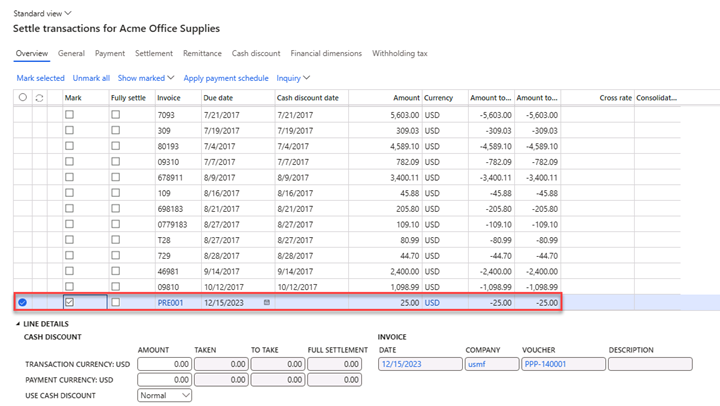 Standard view
Settle transactions for Acme Office Supplies
Overview General Payment Settlement Remittance Cash discount Financial dimensions Withholding tax
Mark selected Unmark all Show marked Apply payment schedule Inquiry
Mark Fully settle Invoice Due date Cash discount date Amount Currency Amount to... Amount to... Cross rate Consolidat...
7093 7/21/2017 7/21/2017 5,603.00 USD -5,603.00 -5,603.00
309 7/19/2017 7/19/2017 309.03 USD -309.03 -309.03
80193 7/4/2017 7/4/2017 4,589.10 USD -4,589.10 -4,589.10
09310 7/7/2017 7/7/2017 782.09 USD -782.09 -782.09
678911 8/9/2017 8/9/2017 3,400.11 USD -3,400.11 -3,400.11
109 8/16/2017 8/16/2017 45.88 USD -45.88 -45.88
698183 8/21/2017 8/21/2017 205.80 USD -205.80 -205.80
0779183 8/27/2017 8/27/2017 109.10 USD -109.10 -109.10
T28 8/27/2017 8/27/2017 80.99 USD -80.99 -80.99
729 8/28/2017 8/28/2017 44.70 USD -44.70 -44.70
46981 9/14/2017 9/14/2017 2,400.00 USD -2,400.00 -2,400.00
09810 10/12/2017 10/12/2017 1,098.99 USD -1,098.99 -1,098.99
PRE001 12/15/2023 25.00 USD -25.00 -25.00
LINE DETAILS
CASH DISCOUNT INVOICE
AMOUNT TAKEN TO TAKE FULL SETTLEMENT DATE COMPANY VOUCHER DESCRIPTION
TRANSACTION CURRENCY: USD 0.00 0.00 0.00 0.00 12/15/2023 usmf PPP-140001
PAYMENT CURRENCY: USD 0.00 0.00 0.00 0.00
USE CASH DISCOUNT Normal